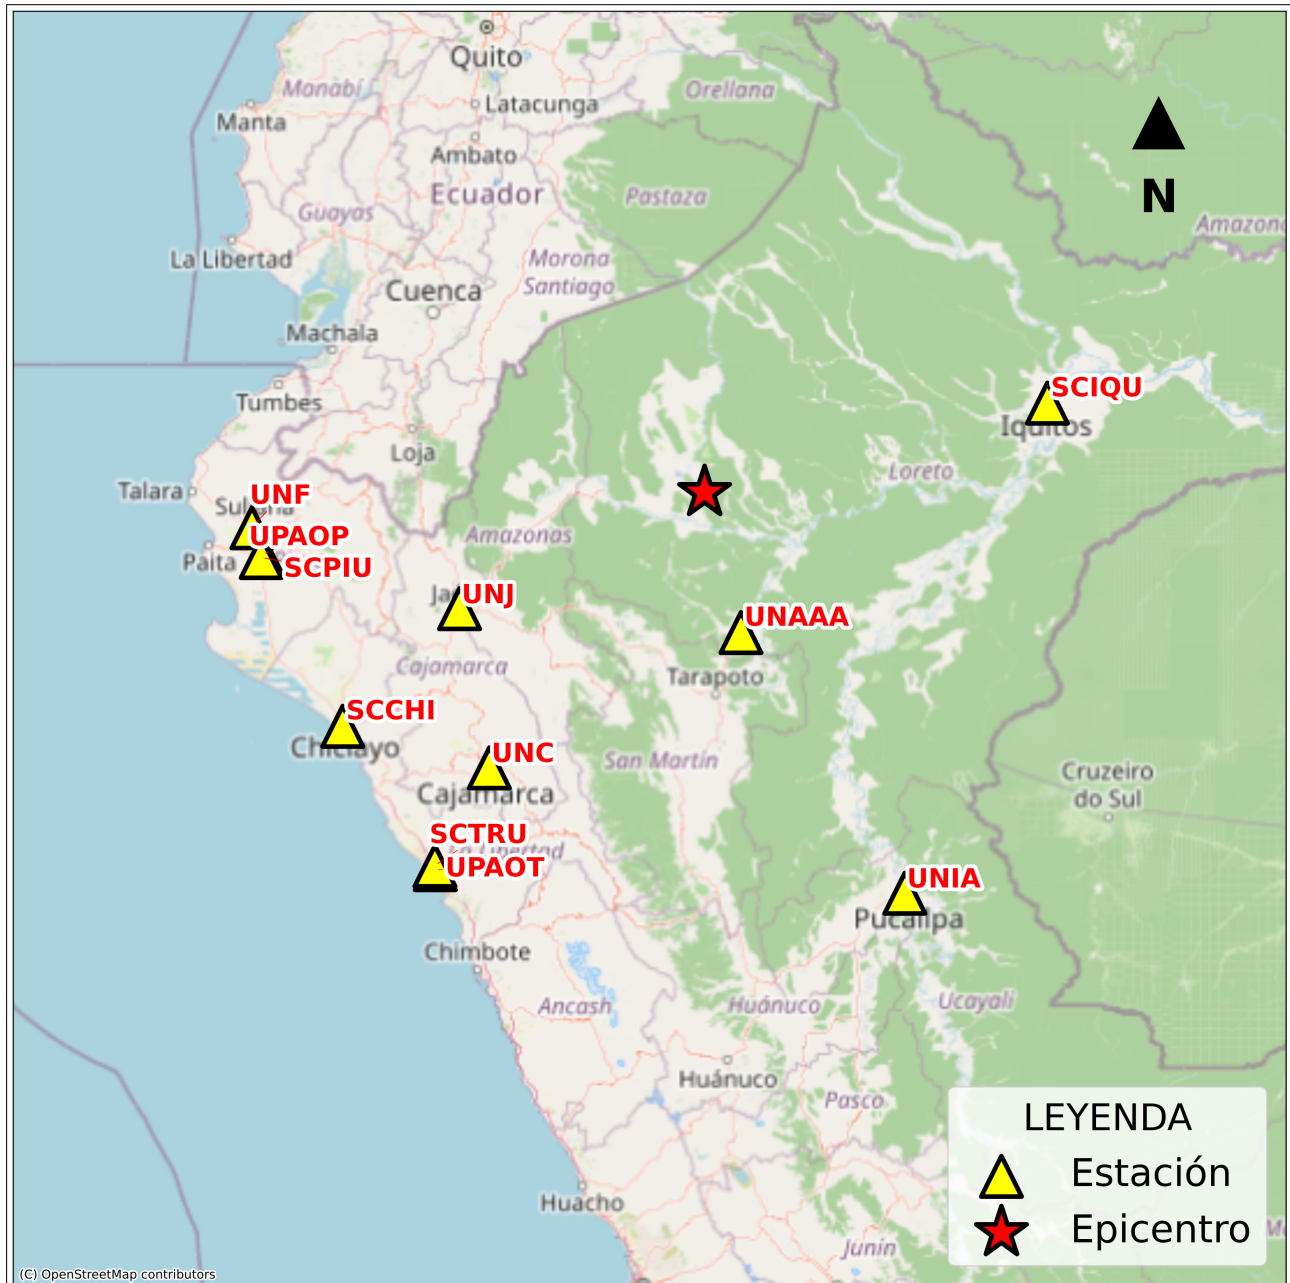 Quito
Manabí
Orellana
Latacunga
Manta
Ambato
Ecuador
Pastaza
N
Guayas
La Libertad
Morona
Santiago
Cuenca
Machala
SCIQU
Tumbes
Iquitos
Loja
Loreto
Talara
UNF
Amazonas
UPAOP
Paita
SCPIU
UNJ
UNAAA
Cajamarca
Tarapoto
SCCHI
Chiclayo
UNC
San Martín
Cruzeiro
do Sul
Cajamarca
SCTRU
La Libertad
UPAOT
UNIA
Pucallpa
Chimbote
Ancash
Huánuco
Ucayali
Huánuco
Pasco
LEYENDA
Estación
Epicentro
Huacho
Junín
(C) OpenStreetMap contributors